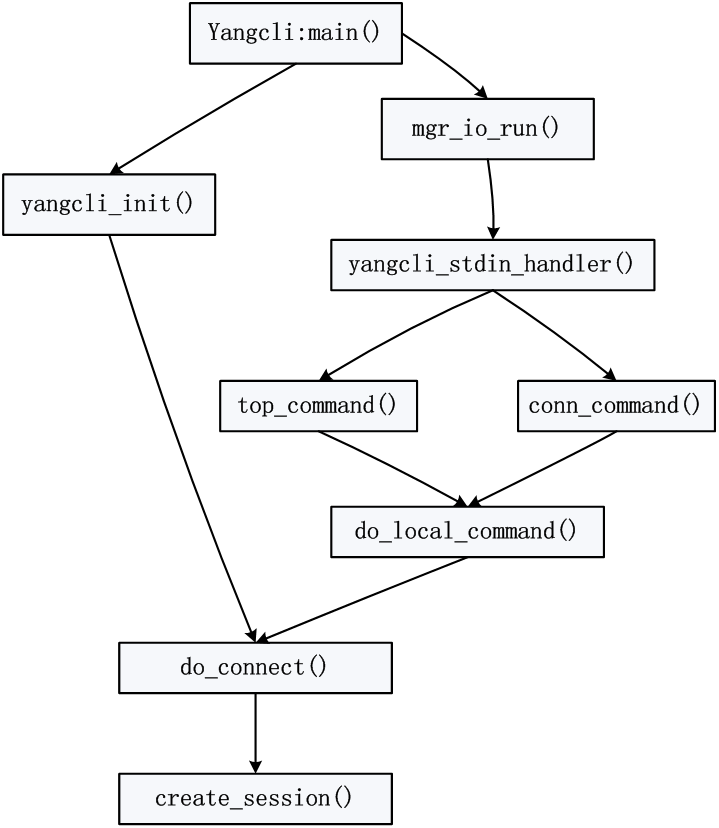 Yangcli:main()
mgr_io_run()
yangcli_init()
yangcli_stdin_handler()
top_command()
conn_command()
do_local_command()
do_connect()
create_session()